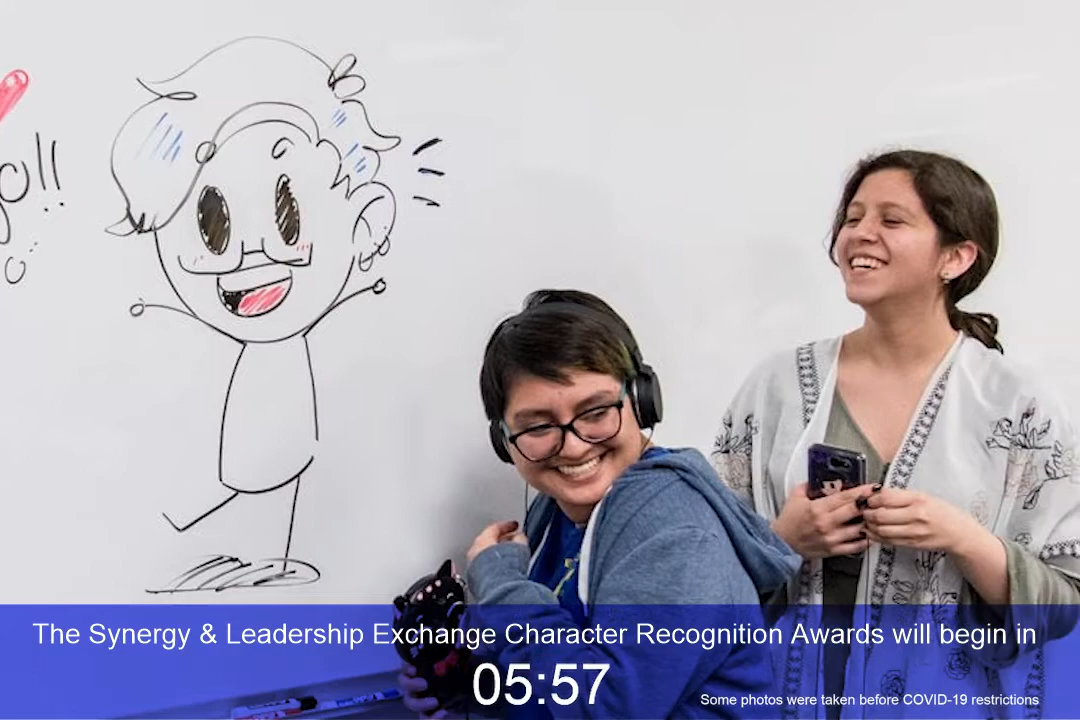 The Synergy & Leadership Exchange Character Recognition Awards will begin in
05:57
Some photos were taken before COVID-19 restrictions